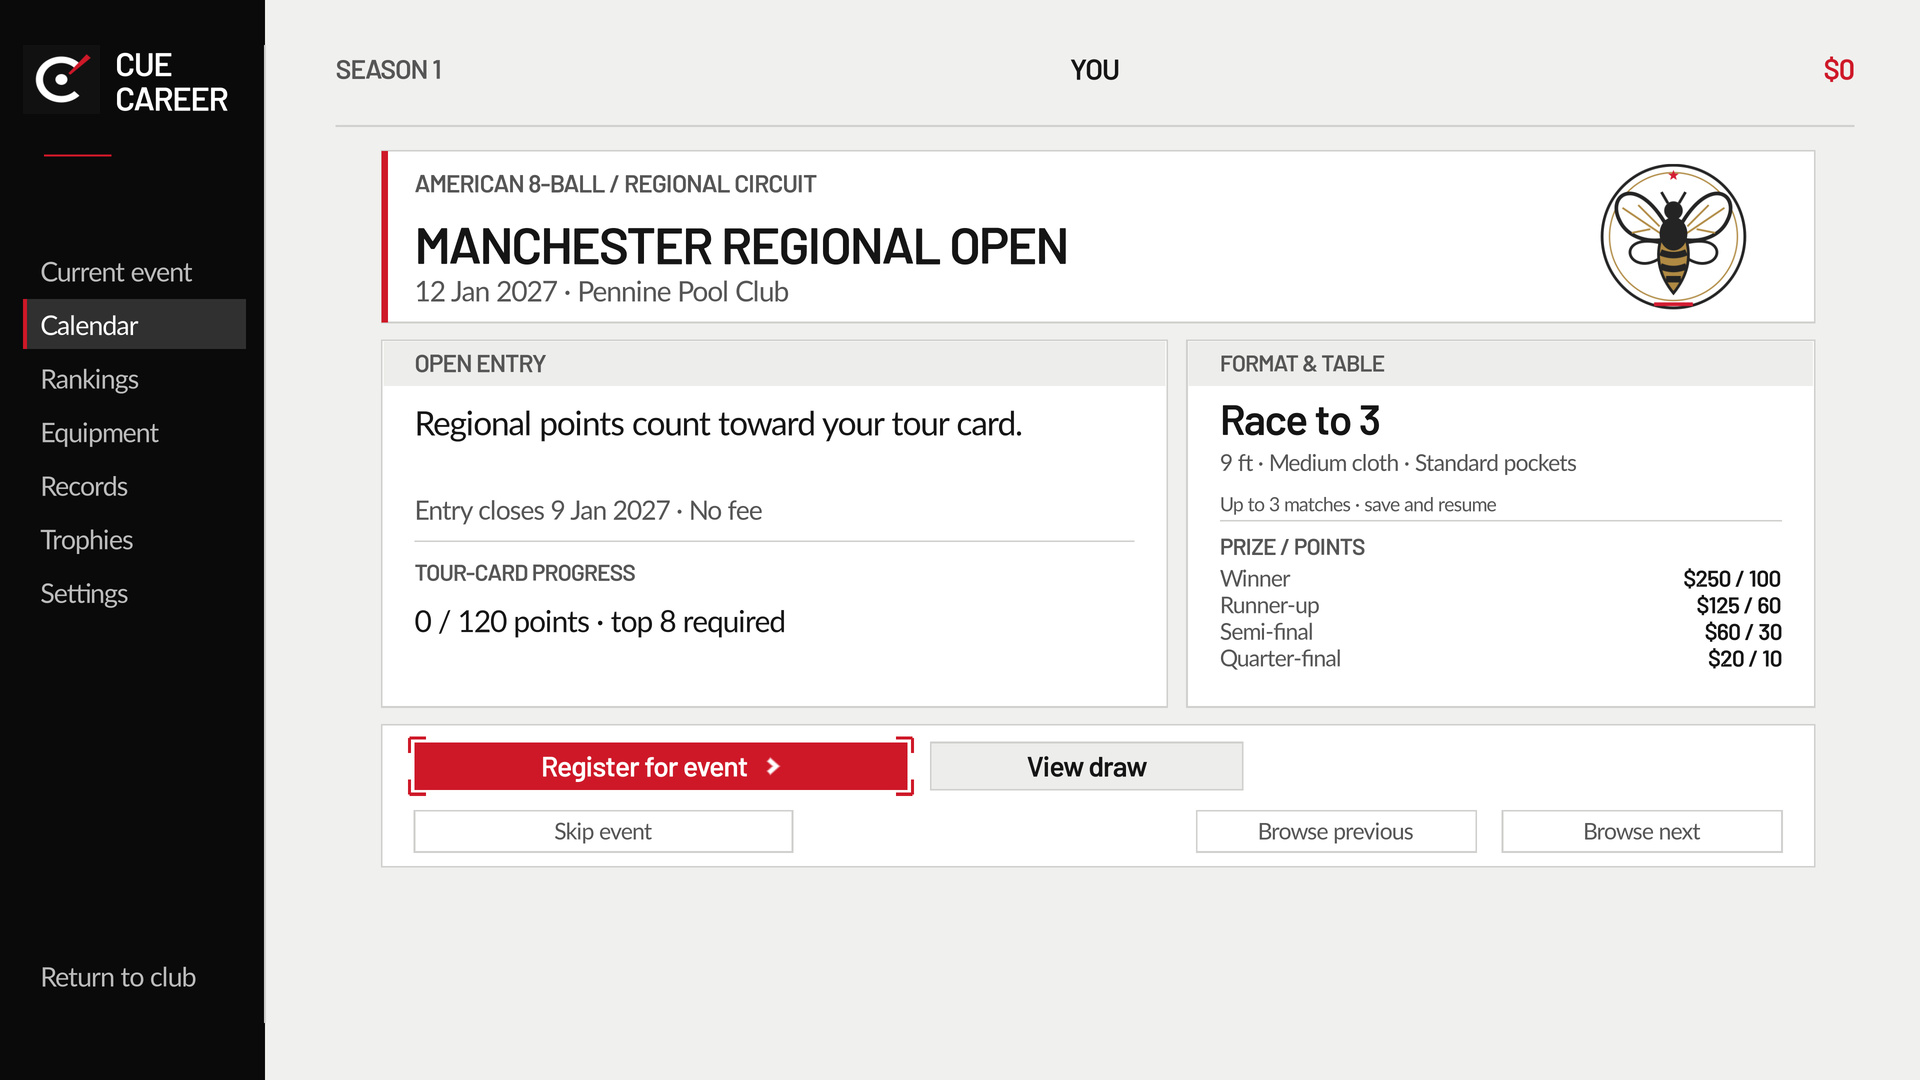 CUE
CAREER
SEASON 1
YOU
$0
Current event
Calendar
Rankings
Equipment
Records
Trophies
Settings
Return to club
AMERICAN 8-BALL / REGIONAL CIRCUIT
MANCHESTER REGIONAL OPEN
12 Jan 2027 · Pennine Pool Club
OPEN ENTRY
Regional points count toward your tour card.
Entry closes 9 Jan 2027 · No fee
TOUR-CARD PROGRESS
0 / 120 points · top 8 required
FORMAT & TABLE
Race to 3
9 ft · Medium cloth · Standard pockets
Up to 3 matches · save and resume
PRIZE / POINTS
Winner $250 / 100
Runner-up $125 / 60
Semi-final $60 / 30
Quarter-final $20 / 10
Register for event
View draw
Skip event
Browse previous
Browse next